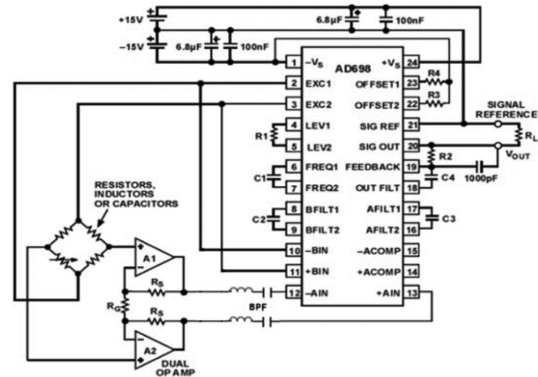 +15V
6.8µF
100nF
–15V
6.8µF
100nF
AD698
1 –VS
+VS 24
2 EXC1
OFFSET1 23
R4
3 EXC2
OFFSET2 22
R3
SIGNAL
REFERENCE
4 LEV1
SIG REF 21
R1
RL
5 LEV2
SIG OUT 20
R2
VOUT
6 FREQ1
FEEDBACK 19
C1
C4
1000pF
7 FREQ2
OUT FILT 18
8 BFILT1
AFILT1 17
C2
C3
9 BFILT2
AFILT2 16
10 –BIN
–ACOMP 15
11 +BIN
+ACOMP 14
12 –AIN
+AIN 13
RESISTORS,
INDUCTORS
OR CAPACITORS
A1
RS
RG
RS
BPF
A2
DUAL
OP AMP